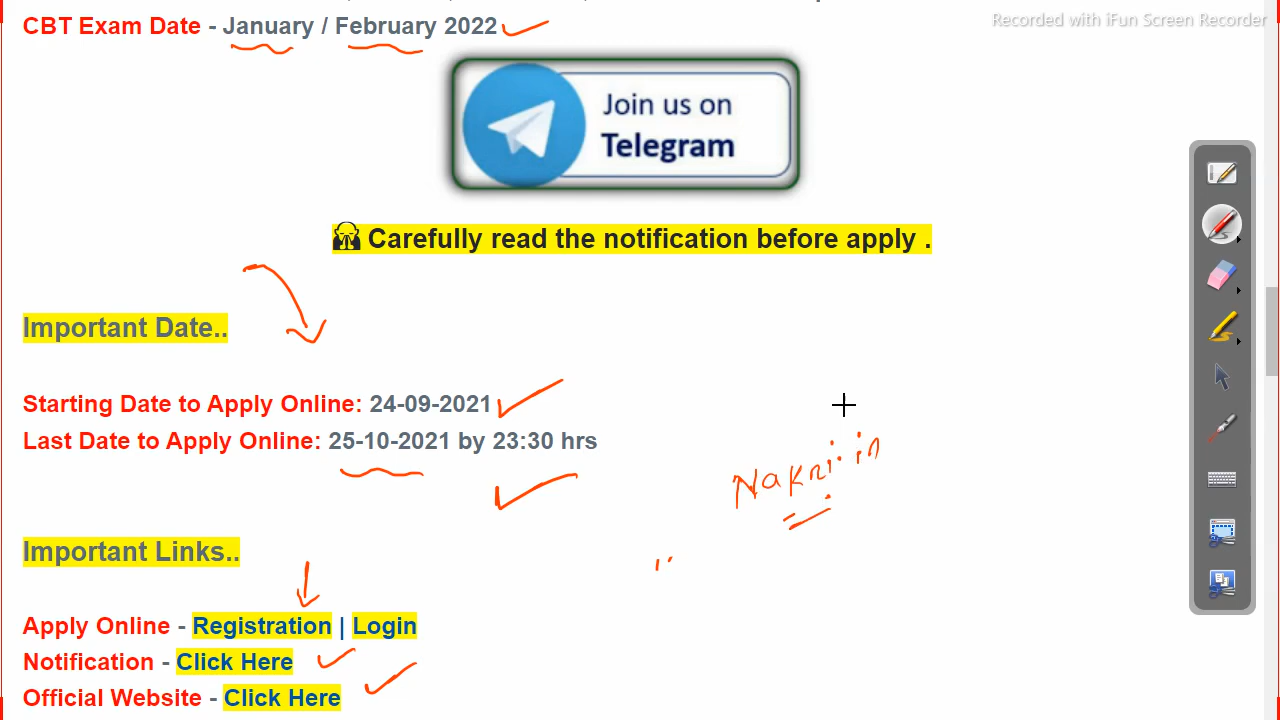 CBT Exam Date - January / February 2022
Recorded with iFun Screen Recorder
Join us on
Telegram
Carefully read the notification before apply .
Important Date..
Starting Date to Apply Online: 24-09-2021
Last Date to Apply Online: 25-10-2021 by 23:30 hrs
Important Links..
Apply Online - Registration | Login
Notification - Click Here
Official Website - Click Here